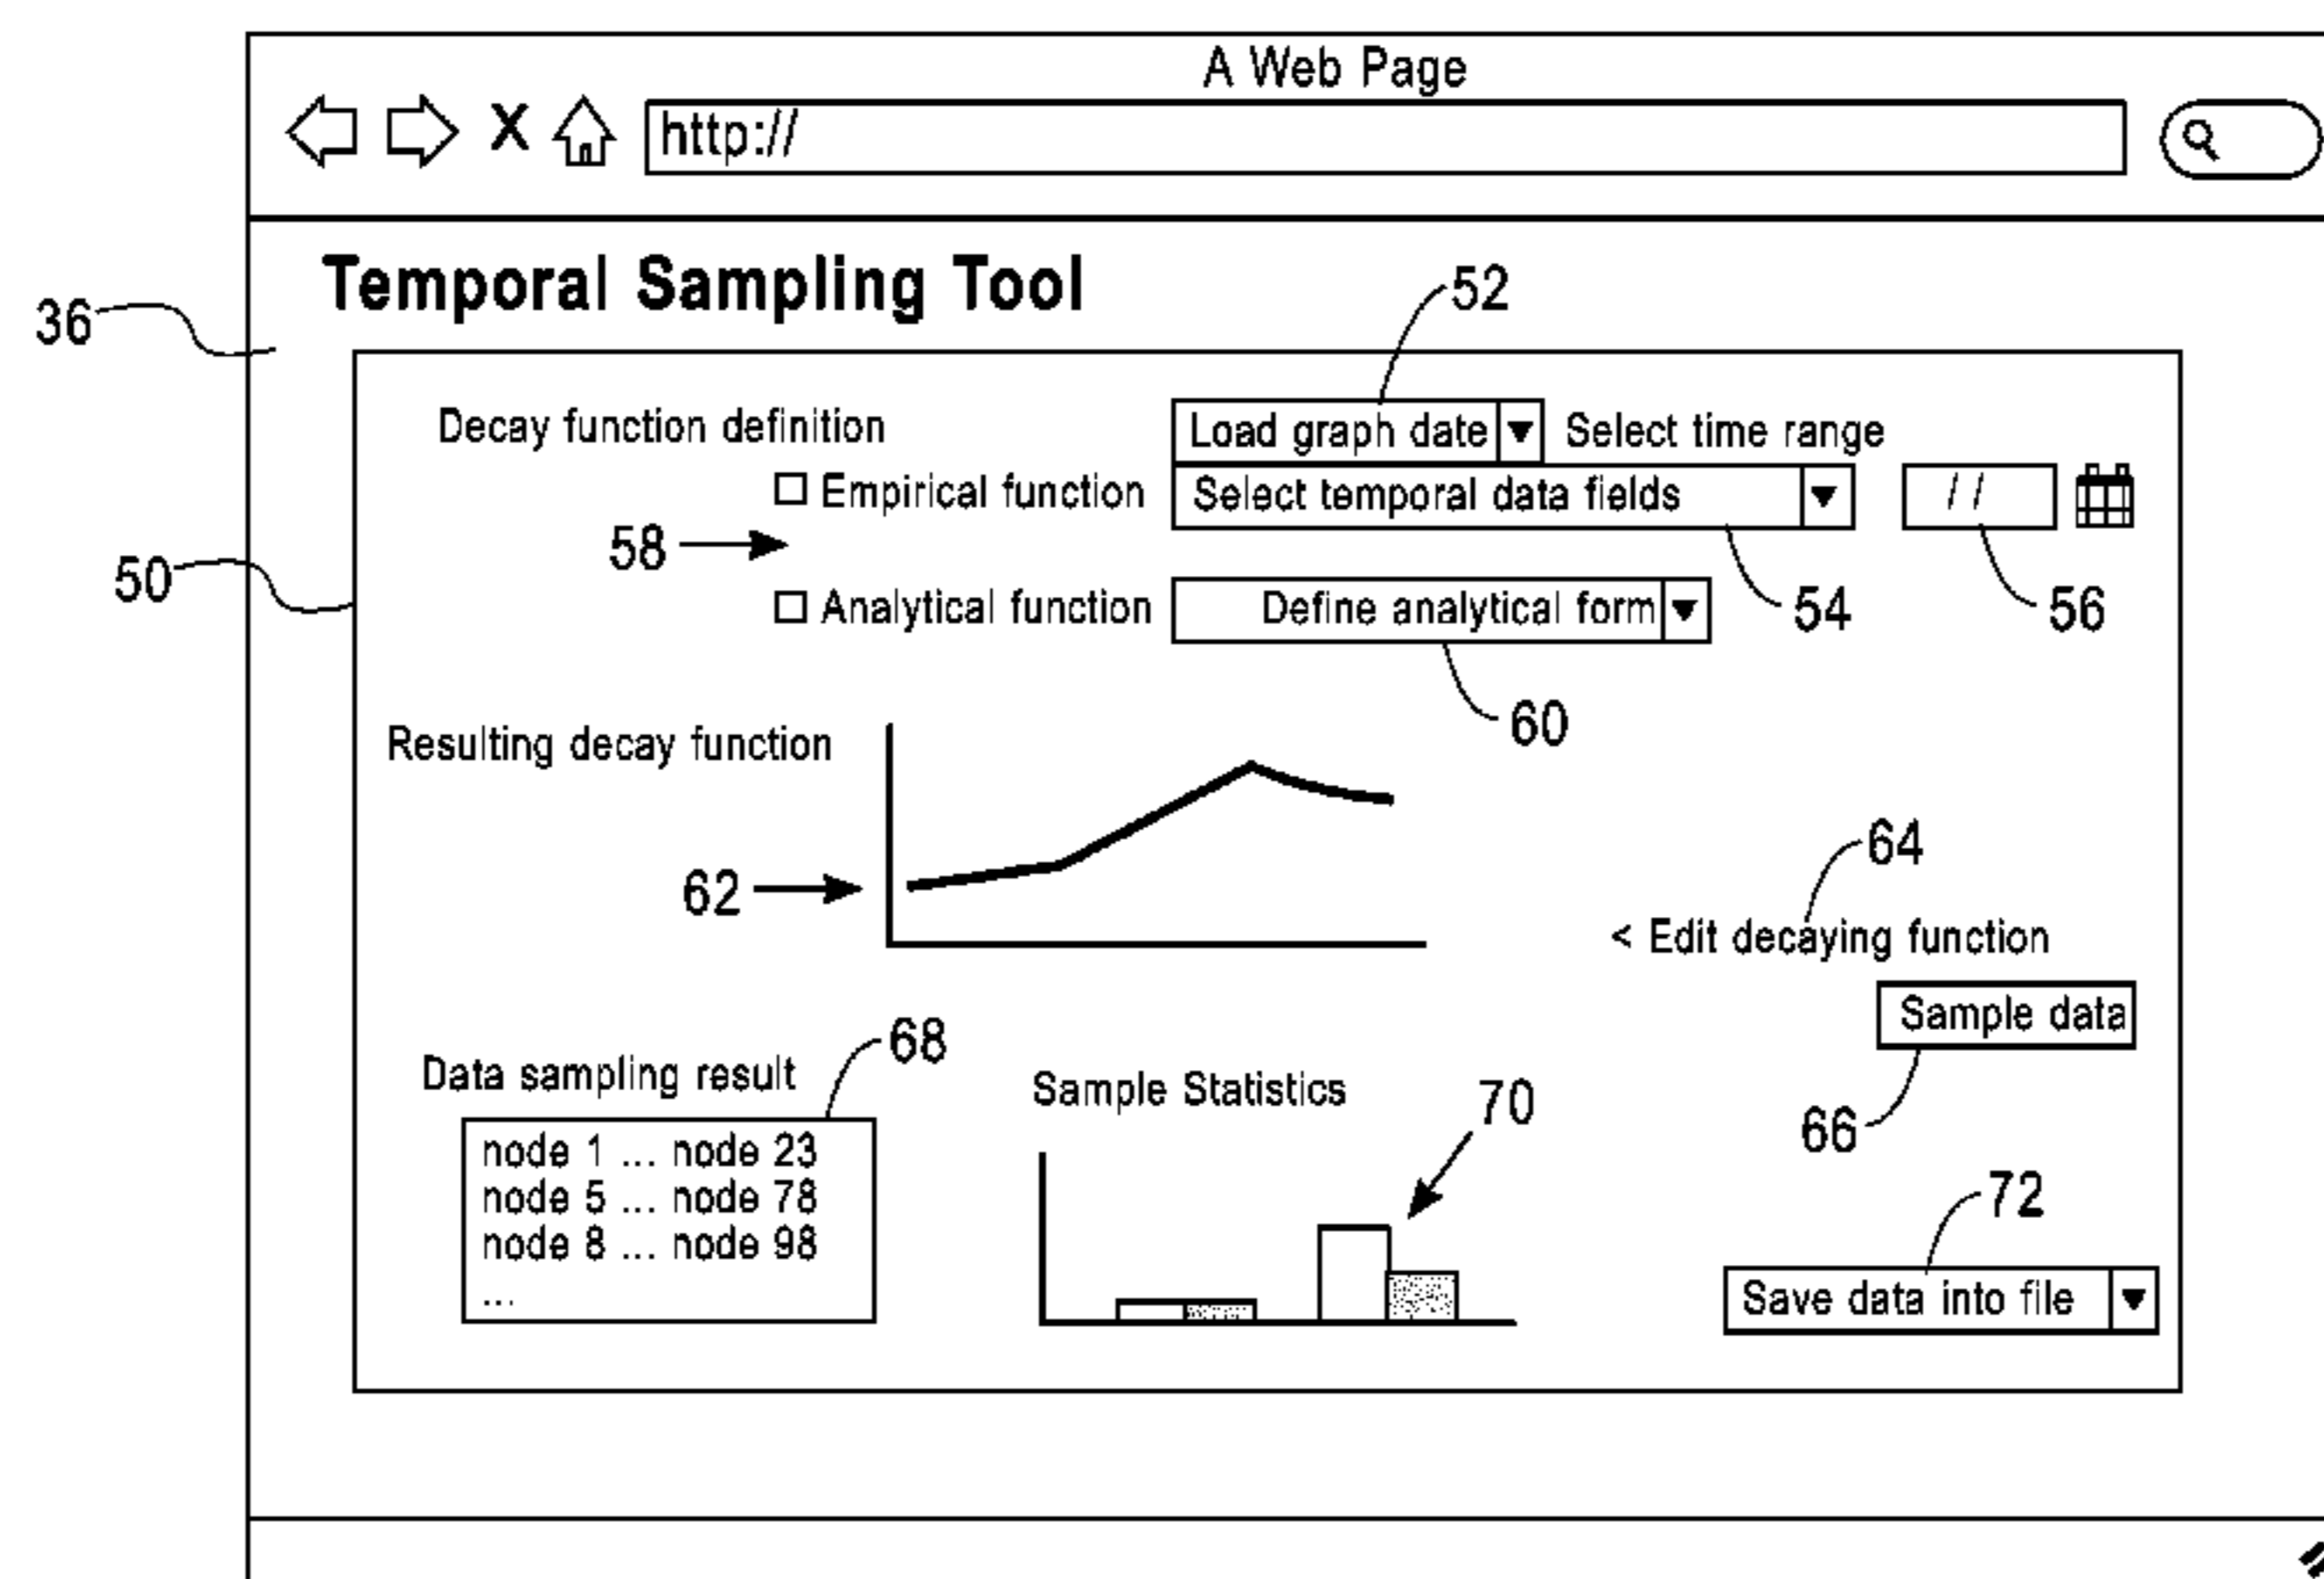 A Web Page
X http://
Temporal Sampling Tool
36
52
Decay function definition Load graph date Select time range
Empirical function Select temporal data fields / /
58
50
Analytical function Define analytical form 54 56
60
Resulting decay function
64
62
< Edit decaying function
Sample data
68
Data sampling result
Sample Statistics 70
66
node 1 ... node 23
node 5 ... node 78
72
node 8 ... node 98
...
Save data into file